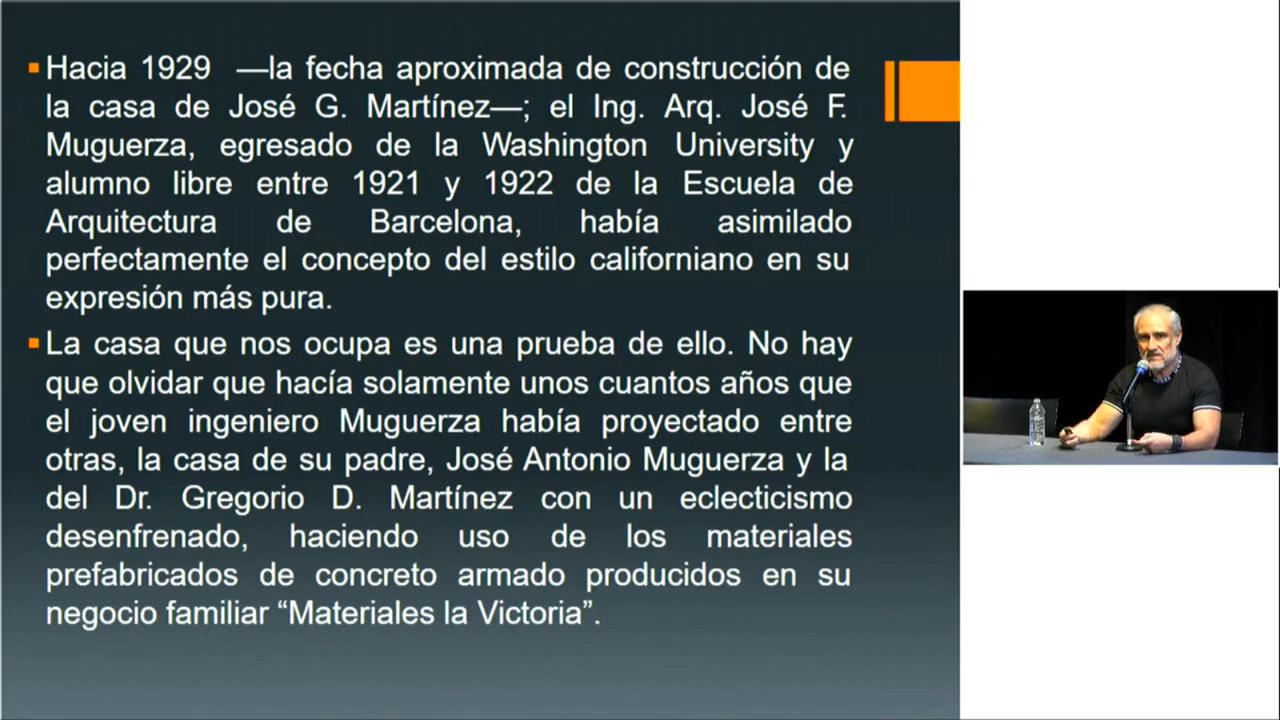 Hacia 1929 —la fecha aproximada de construcción de
la casa de José G. Martínez—; el Ing. Arq. José F.
Muguerza, egresado de la Washington University y
alumno libre entre 1921 y 1922 de la Escuela de
Arquitectura de Barcelona, había asimilado
perfectamente el concepto del estilo californiano en su
expresión más pura.
La casa que nos ocupa es una prueba de ello. No hay
que olvidar que hacía solamente unos cuantos años que
el joven ingeniero Muguerza había proyectado entre
otras, la casa de su padre, José Antonio Muguerza y la
del Dr. Gregorio D. Martínez con un eclecticismo
desenfrenado, haciendo uso de los materiales
prefabricados de concreto armado producidos en su
negocio familiar “Materiales la Victoria”.